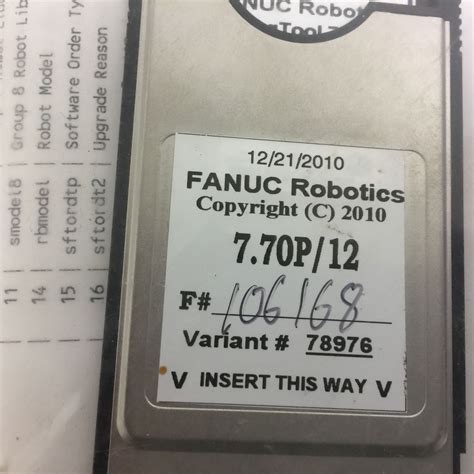 11 | smodel8 | Group 8 Robot Lib
14 | rbmodel | Robot Model
15 | sftordtp | Software Order Ty
16 | sftordt2 | Upgrade Reason
NUC Robot
Tool
12/21/2010
FANUC Robotics
Copyright (C) 2010
7.70P/12
F# 106168
Variant # 78976
V INSERT THIS WAY V